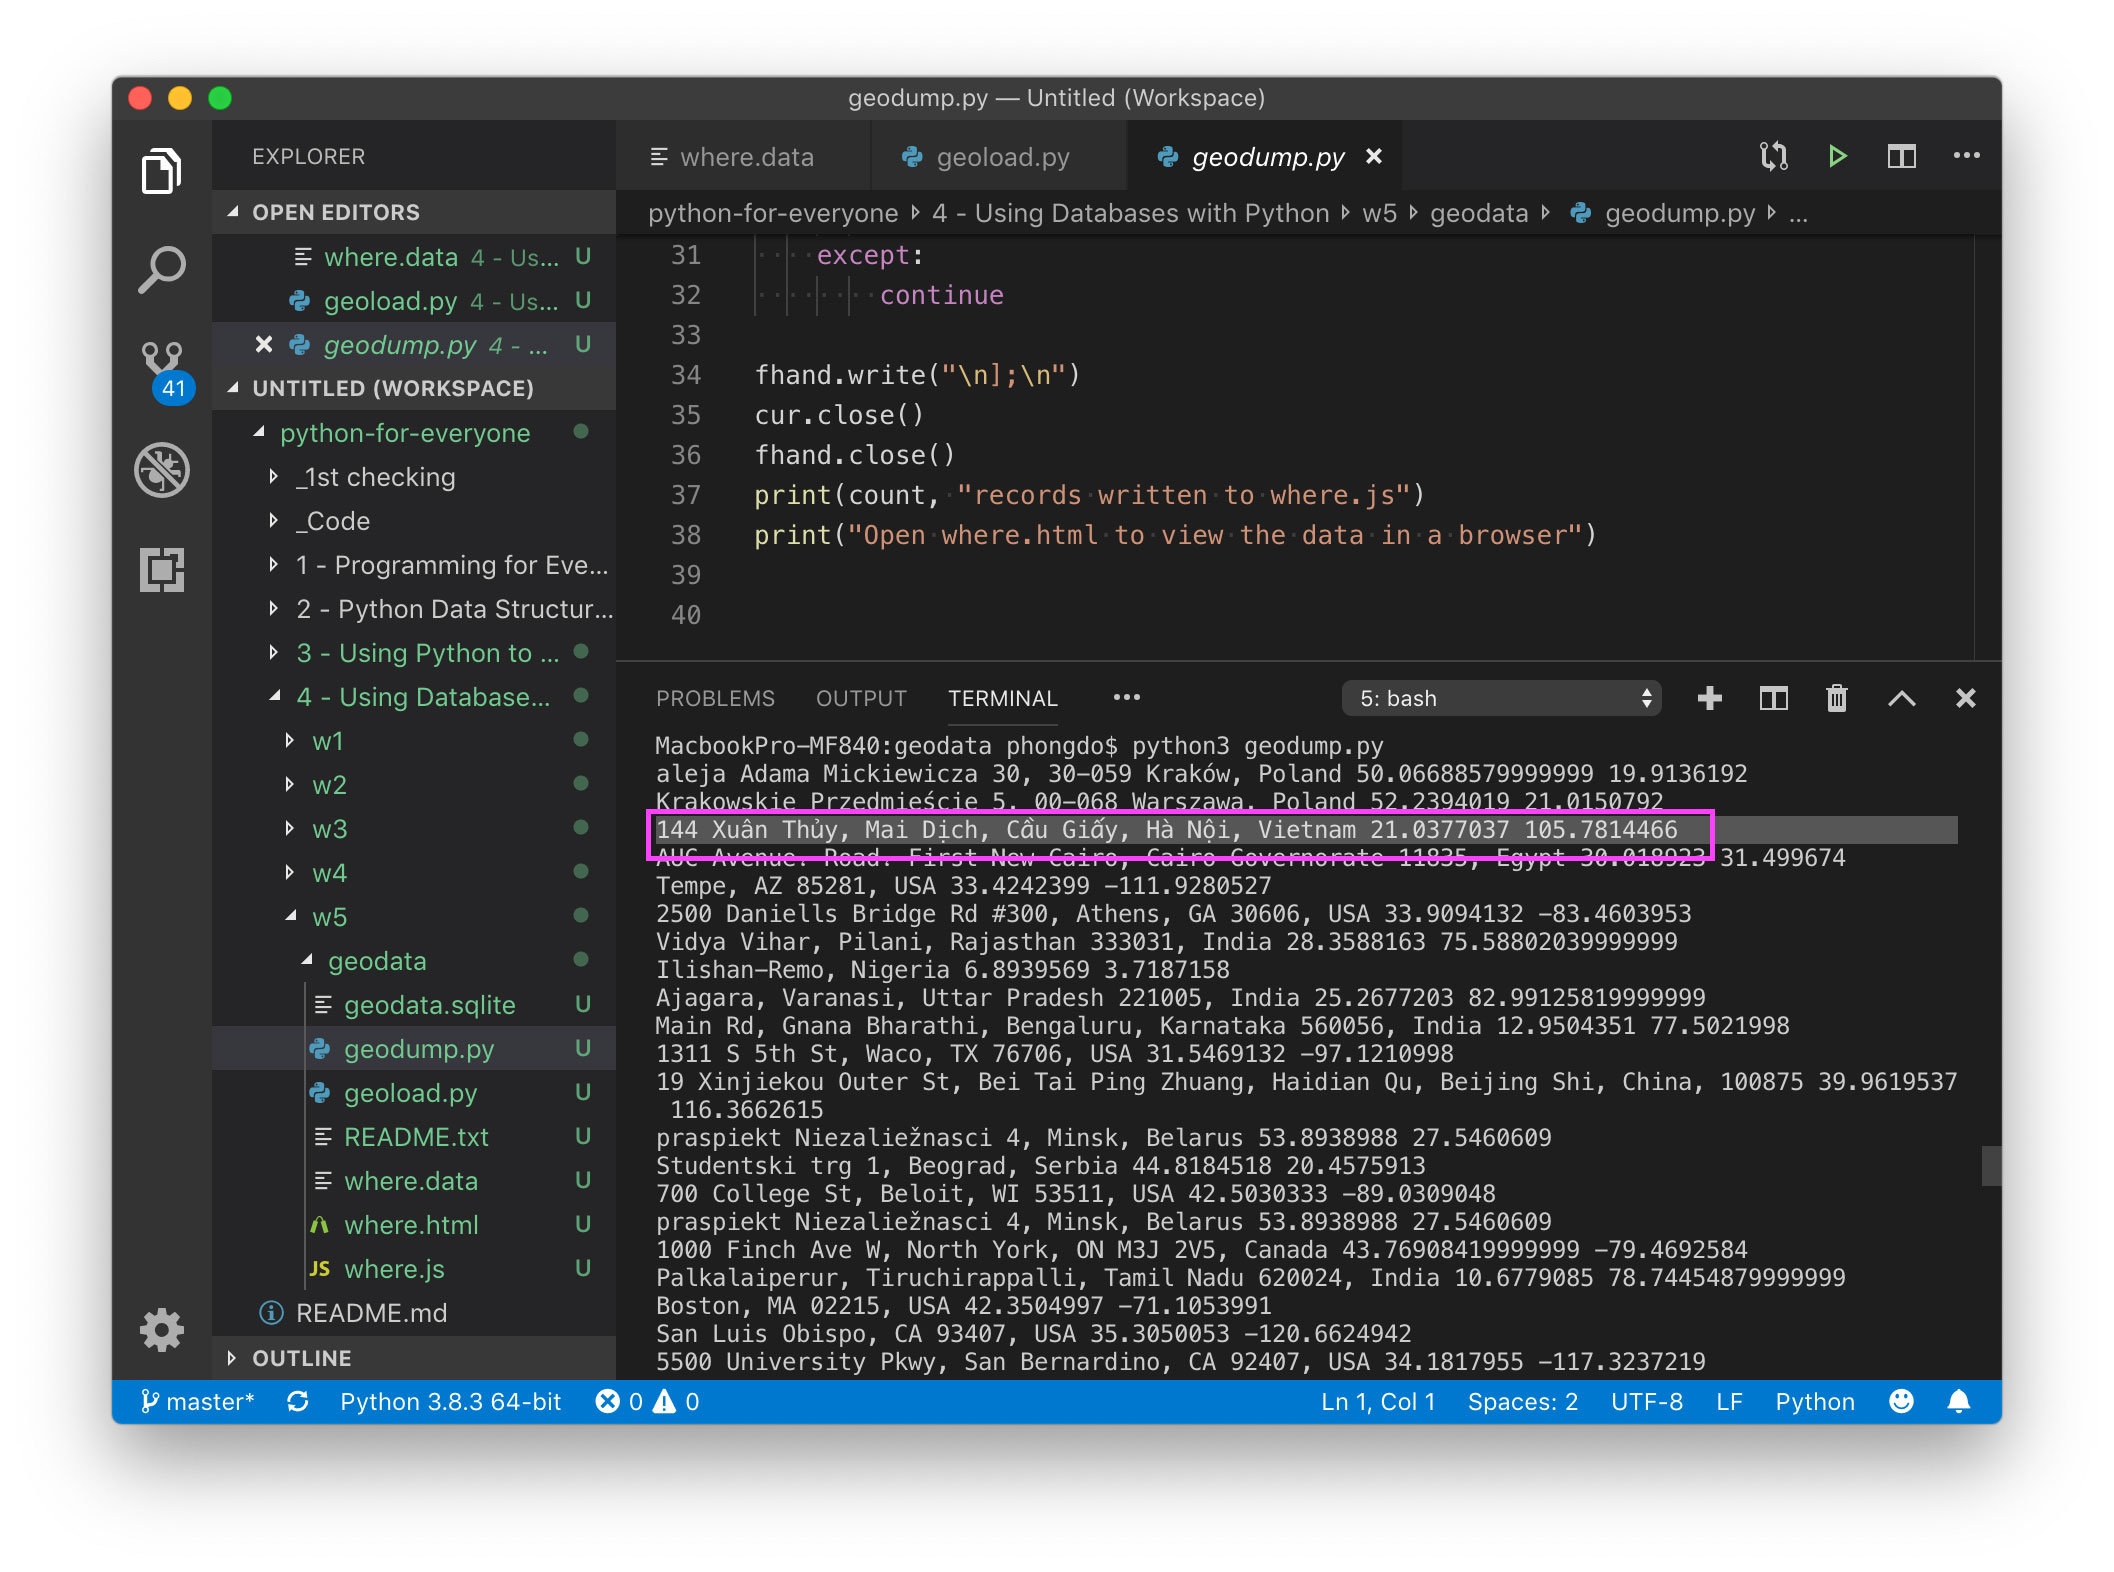 geodump.py — Untitled (Workspace)
EXPLORER
OPEN EDITORS
where.data 4 - Us... U
geoload.py 4 - Us... U
geodump.py 4 - ... U
UNTITLED (WORKSPACE)
python-for-everyone
_1st checking
_Code
1 - Programming for Eve...
2 - Python Data Structur...
3 - Using Python to ...
4 - Using Database...
w1
w2
w3
w4
w5
geodata
geodata.sqlite U
geodump.py U
geoload.py U
README.txt U
where.data U
where.html U
JS where.js U
README.md
OUTLINE
41
where.data
geoload.py
geodump.py
python-for-everyone 4 - Using Databases with Python w5 geodata geodump.py ...
31 except:
32 continue
33
34 fhand.write("\n];\n")
35 cur.close()
36 fhand.close()
37 print(count, "records written to where.js")
38 print("Open where.html to view the data in a browser")
39
40
PROBLEMS OUTPUT TERMINAL ... 5: bash
MacbookPro-MF840:geodata phongdo$ python3 geodump.py
aleja Adama Mickiewicza 30, 30-059 Kraków, Poland 50.06688579999999 19.9136192
Krakowskie Przedmieście 5, 00-068 Warszawa, Poland 52.2394019 21.0150792
144 Xuân Thủy, Mai Dịch, Cầu Giấy, Hà Nội, Vietnam 21.0377037 105.7814466
AUC Avenue, Road, First New Cairo, Cairo Governorate 11835, Egypt 30.018923 31.499674
Tempe, AZ 85281, USA 33.4242399 -111.9280527
2500 Daniells Bridge Rd #300, Athens, GA 30606, USA 33.9094132 -83.4603953
Vidya Vihar, Pilani, Rajasthan 333031, India 28.3588163 75.58802039999999
Ilishan-Remo, Nigeria 6.8939569 3.7187158
Ajagara, Varanasi, Uttar Pradesh 221005, India 25.2677203 82.99125819999999
Main Rd, Gnana Bharathi, Bengaluru, Karnataka 560056, India 12.9504351 77.5021998
1311 S 5th St, Waco, TX 76706, USA 31.5469132 -97.1210998
19 Xinjiekou Outer St, Bei Tai Ping Zhuang, Haidian Qu, Beijing Shi, China, 100875 39.9619537
116.3662615
praspiekt Niezaliežnasci 4, Minsk, Belarus 53.8938988 27.5460609
Studentski trg 1, Beograd, Serbia 44.8184518 20.4575913
700 College St, Beloit, WI 53511, USA 42.5030333 -89.0309048
praspiekt Niezaliežnasci 4, Minsk, Belarus 53.8938988 27.5460609
1000 Finch Ave W, North York, ON M3J 2V5, Canada 43.76908419999999 -79.4692584
Palkalaiperur, Tiruchirappalli, Tamil Nadu 620024, India 10.6779085 78.74454879999999
Boston, MA 02215, USA 42.3504997 -71.1053991
San Luis Obispo, CA 93407, USA 35.3050053 -120.6624942
5500 University Pkwy, San Bernardino, CA 92407, USA 34.1817955 -117.3237219
master* Python 3.8.3 64-bit 0 0 Ln 1, Col 1 Spaces: 2 UTF-8 LF Python